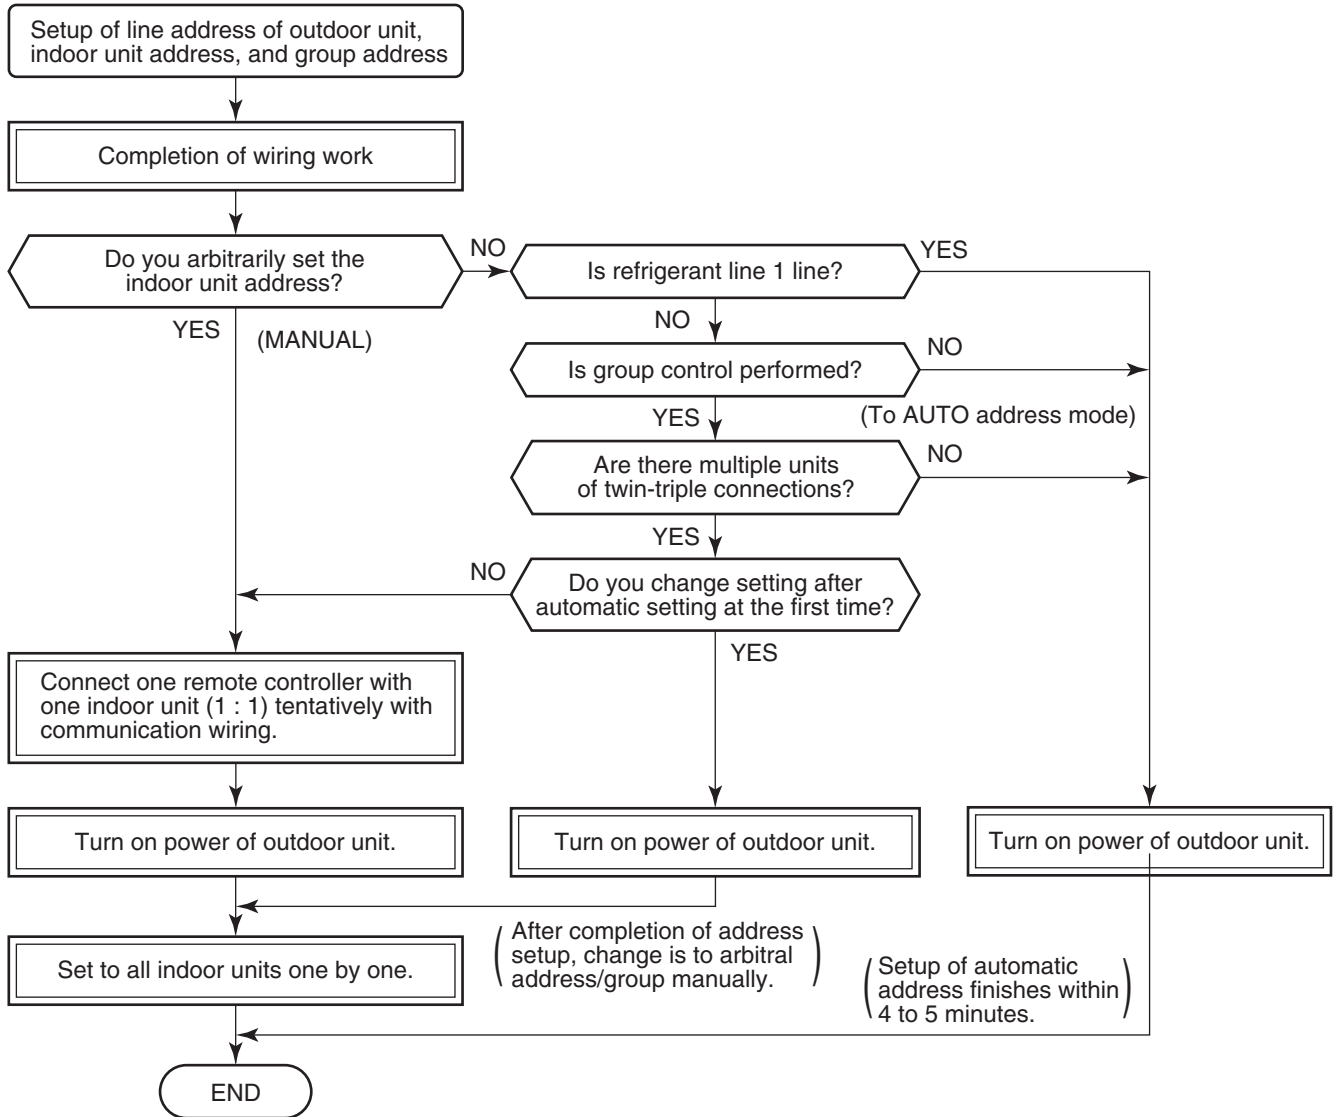 Setup of line address of outdoor unit,
indoor unit address, and group address
Completion of wiring work
Do you arbitrarily set the
indoor unit address?
NO
Is refrigerant line 1 line?
YES
YES
(MANUAL)
NO
Is group control performed?
NO
YES
(To AUTO address mode)
Are there multiple units
of twin-triple connections?
NO
YES
NO
Do you change setting after
automatic setting at the first time?
YES
Connect one remote controller with
one indoor unit (1 : 1) tentatively with
communication wiring.
Turn on power of outdoor unit.
Turn on power of outdoor unit.
Turn on power of outdoor unit.
Set to all indoor units one by one.
(After completion of address
setup, change is to arbitral
address/group manually.)
(Setup of automatic
address finishes within
4 to 5 minutes.)
END